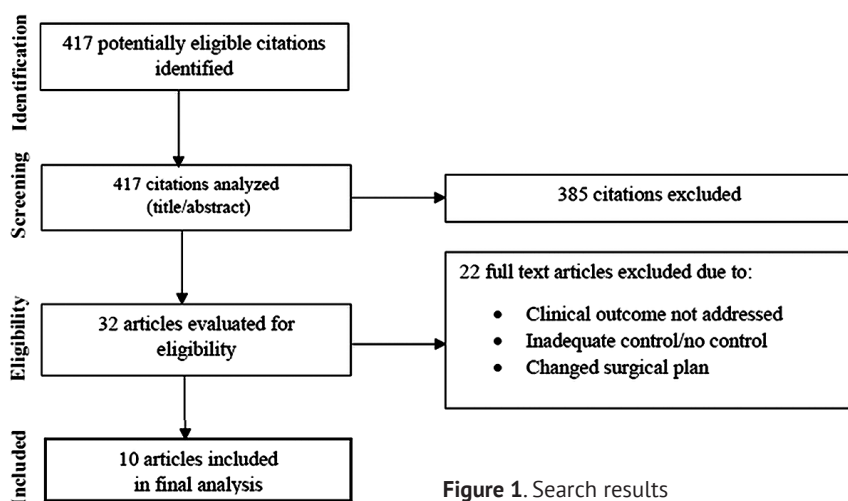 Identification
417 potentially eligible citations
identified
Screening
417 citations analyzed
(title/abstract)
385 citations excluded
Eligibility
32 articles evaluated for
eligibility
22 full text articles excluded due to:
• Clinical outcome not addressed
• Inadequate control/no control
• Changed surgical plan
Included
10 articles included
in final analysis
Figure 1. Search results